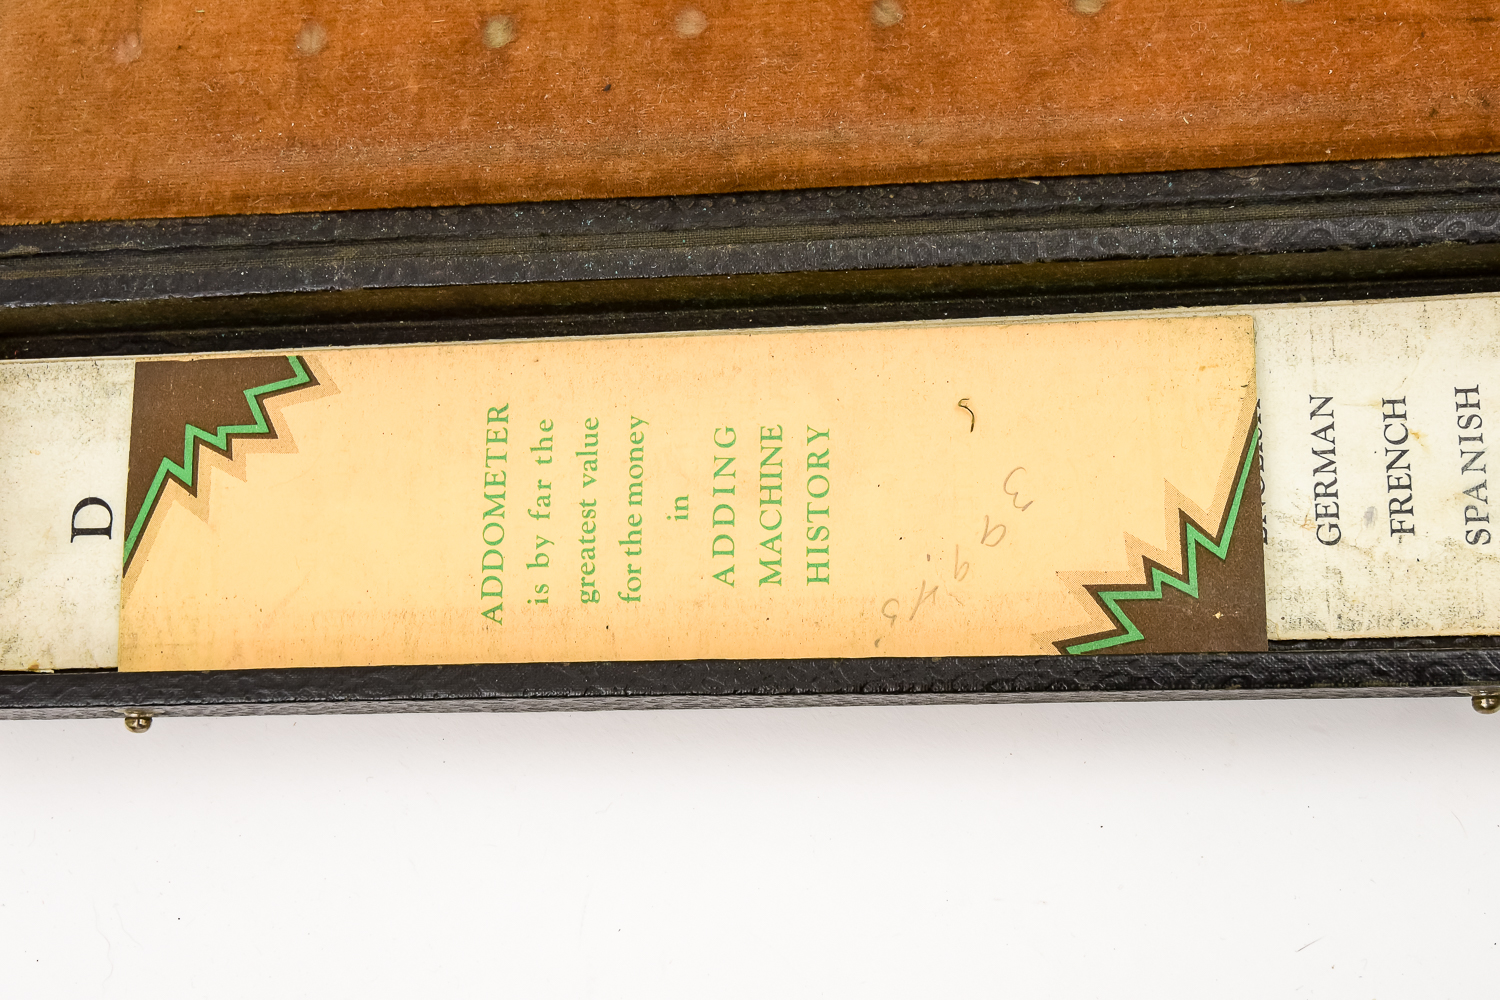 D
ADDOMETER
is by far the
greatest value
for the money
in
ADDING
MACHINE
HISTORY
GERMAN
FRENCH
SPANISH